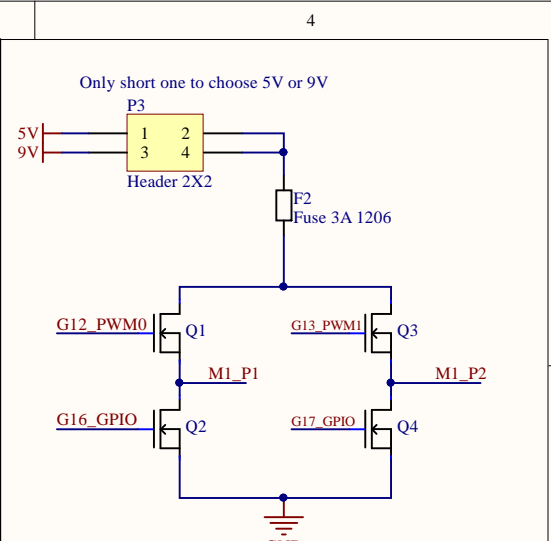 4
Only short one to choose 5V or 9V
P3
5V 1 2
9V 3 4
Header 2X2
F2
Fuse 3A 1206
G12_PWM0 Q1 G13_PWM1 Q3
M1_P1 M1_P2
G16_GPIO Q2 G17_GPIO Q4